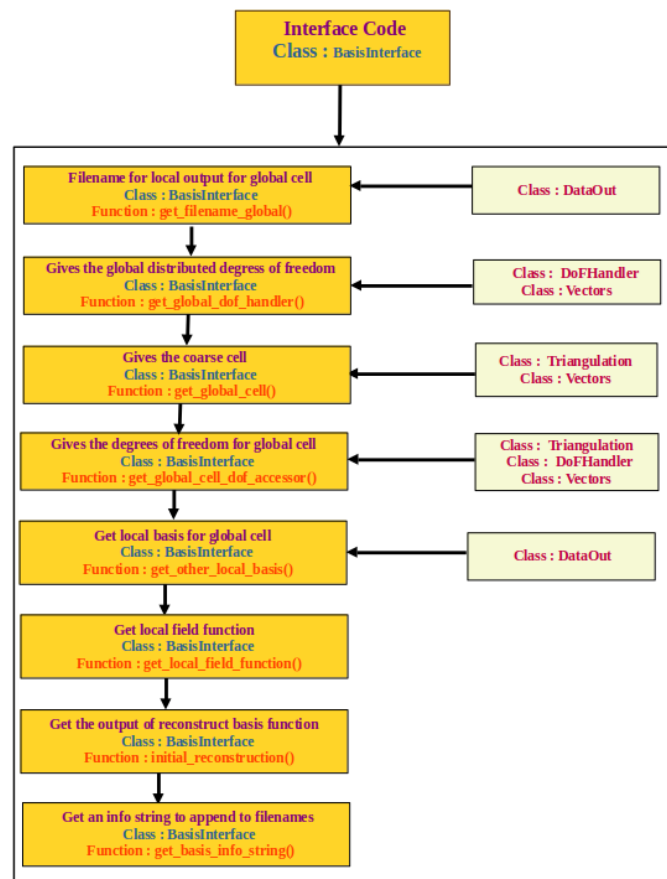 Interface Code
Class : BasisInterface
Filename for local output for global cell
Class : BasisInterface
Function : get_filename_global()
Class : DataOut
Gives the global distributed degress of freedom
Class : BasisInterface
Function : get_global_dof_handler()
Class : DoFHandler
Class : Vectors
Gives the coarse cell
Class : BasisInterface
Function : get_global_cell()
Class : Triangulation
Class : Vectors
Gives the degrees of freedom for global cell
Class : BasisInterface
Function : get_global_cell_dof_accessor()
Class : Triangulation
Class : DoFHandler
Class : Vectors
Get local basis for global cell
Class : BasisInterface
Function : get_other_local_basis()
Class : DataOut
Get local field function
Class : BasisInterface
Function : get_local_field_function()
Get the output of reconstruct basis function
Class : BasisInterface
Function : initial_reconstruction()
Get an info string to append to filenames
Class : BasisInterface
Function : get_basis_info_string()